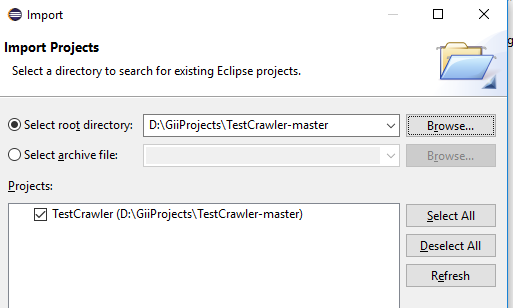 Import
Import Projects
Select a directory to search for existing Eclipse projects.
Select root directory: D:\GiiProjects\TestCrawler-master Browse...
Select archive file: Browse...
Projects:
TestCrawler (D:\GiiProjects\TestCrawler-master)
Select All
Deselect All
Refresh